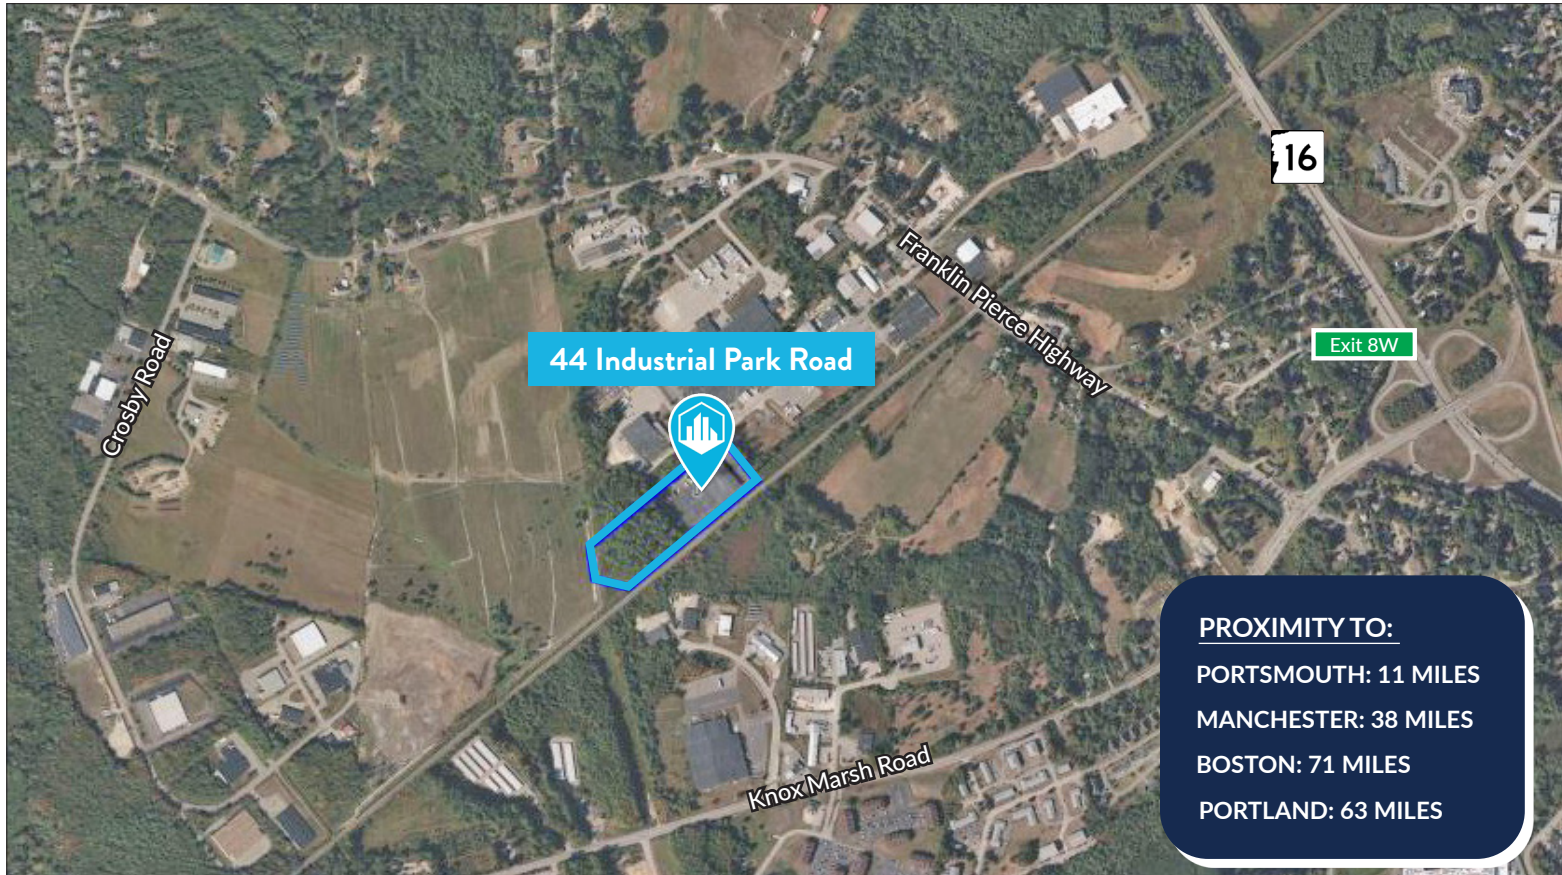 16
Franklin Pierce Highway
Exit 8W
44 Industrial Park Road
Crosby Road
PROXIMITY TO:
PORTSMOUTH: 11 MILES
MANCHESTER: 38 MILES
BOSTON: 71 MILES
PORTLAND: 63 MILES
Knox Marsh Road